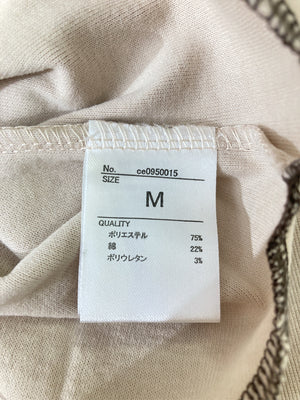 No. ce0950015
SIZE
M
QUALITY
ポリエステル 75%
綿 22%
ポリウレタン 3%